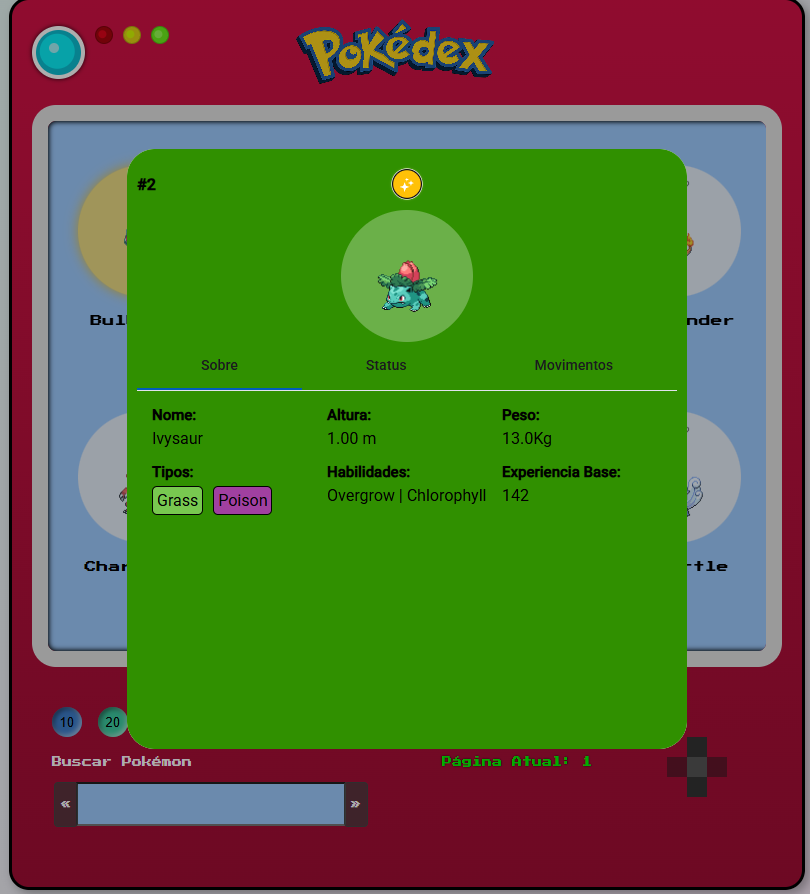 Pokédex
#2
Sobre Status Movimentos
Nome: Altura: Peso:
Ivysaur 1.00 m 13.0Kg
Tipos: Habilidades: Experiencia Base:
Grass Poison Overgrow | Chlorophyll 142
Bul nder
Char rtle
10 20
Buscar Pokémon Página Atual: 1
« »